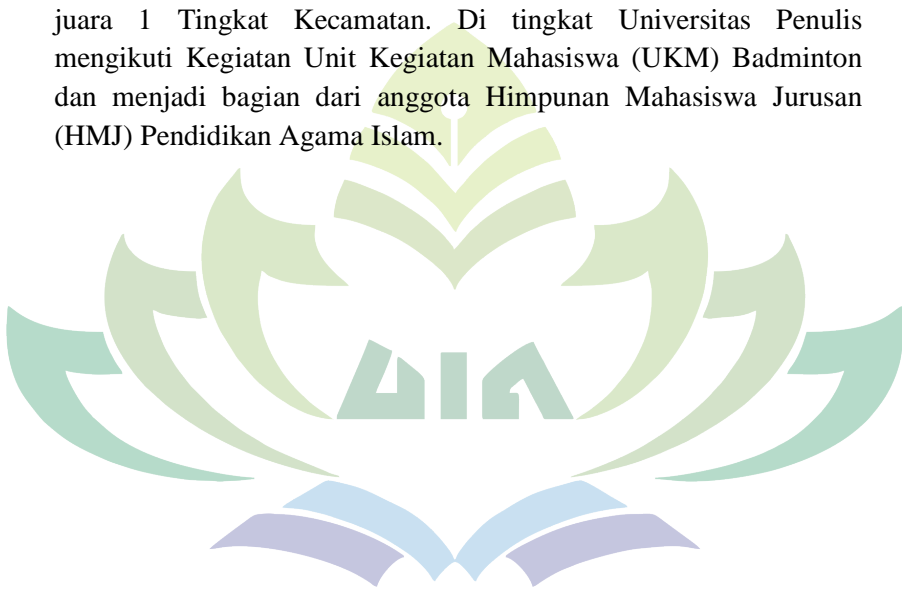 juara 1 Tingkat Kecamatan. Di tingkat Universitas Penulis
mengikuti Kegiatan Unit Kegiatan Mahasiswa (UKM) Badminton
dan menjadi bagian dari anggota Himpunan Mahasiswa Jurusan
(HMJ) Pendidikan Agama Islam.